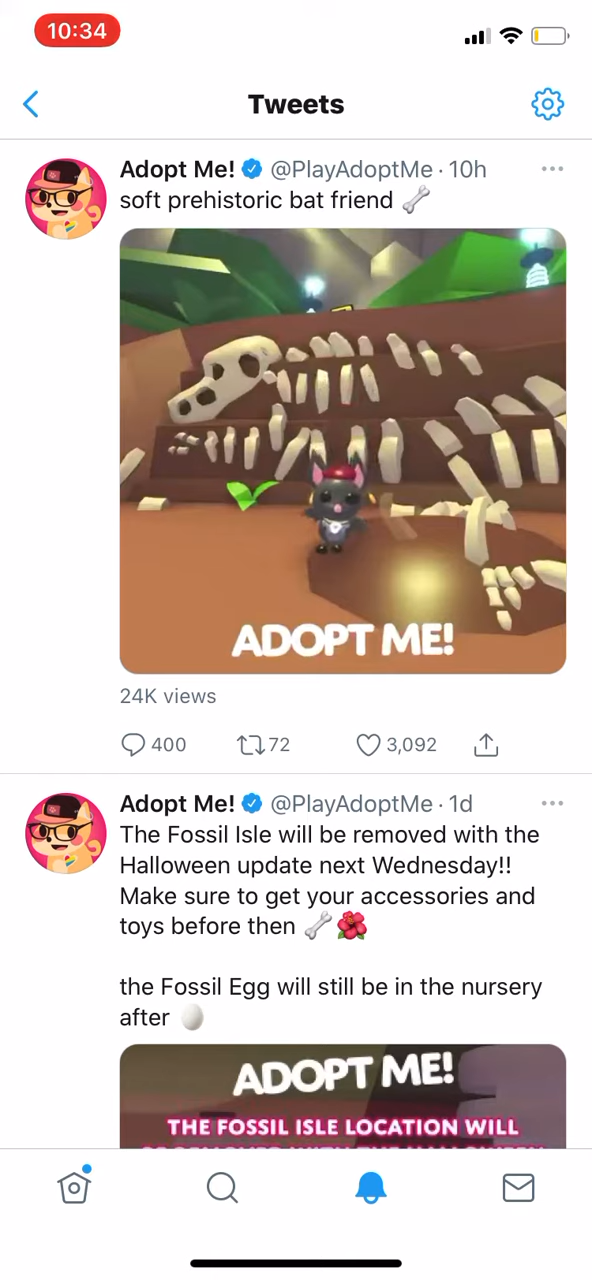 10:34
Tweets
Adopt Me! @PlayAdoptMe · 10h
soft prehistoric bat friend 🦴
ADOPT ME!
24K views
400 72 3,092
Adopt Me! @PlayAdoptMe · 1d
The Fossil Isle will be removed with the
Halloween update next Wednesday!!
Make sure to get your accessories and
toys before then 🦴🌺
the Fossil Egg will still be in the nursery
after 🥚
ADOPT ME!
THE FOSSIL ISLE LOCATION WILL